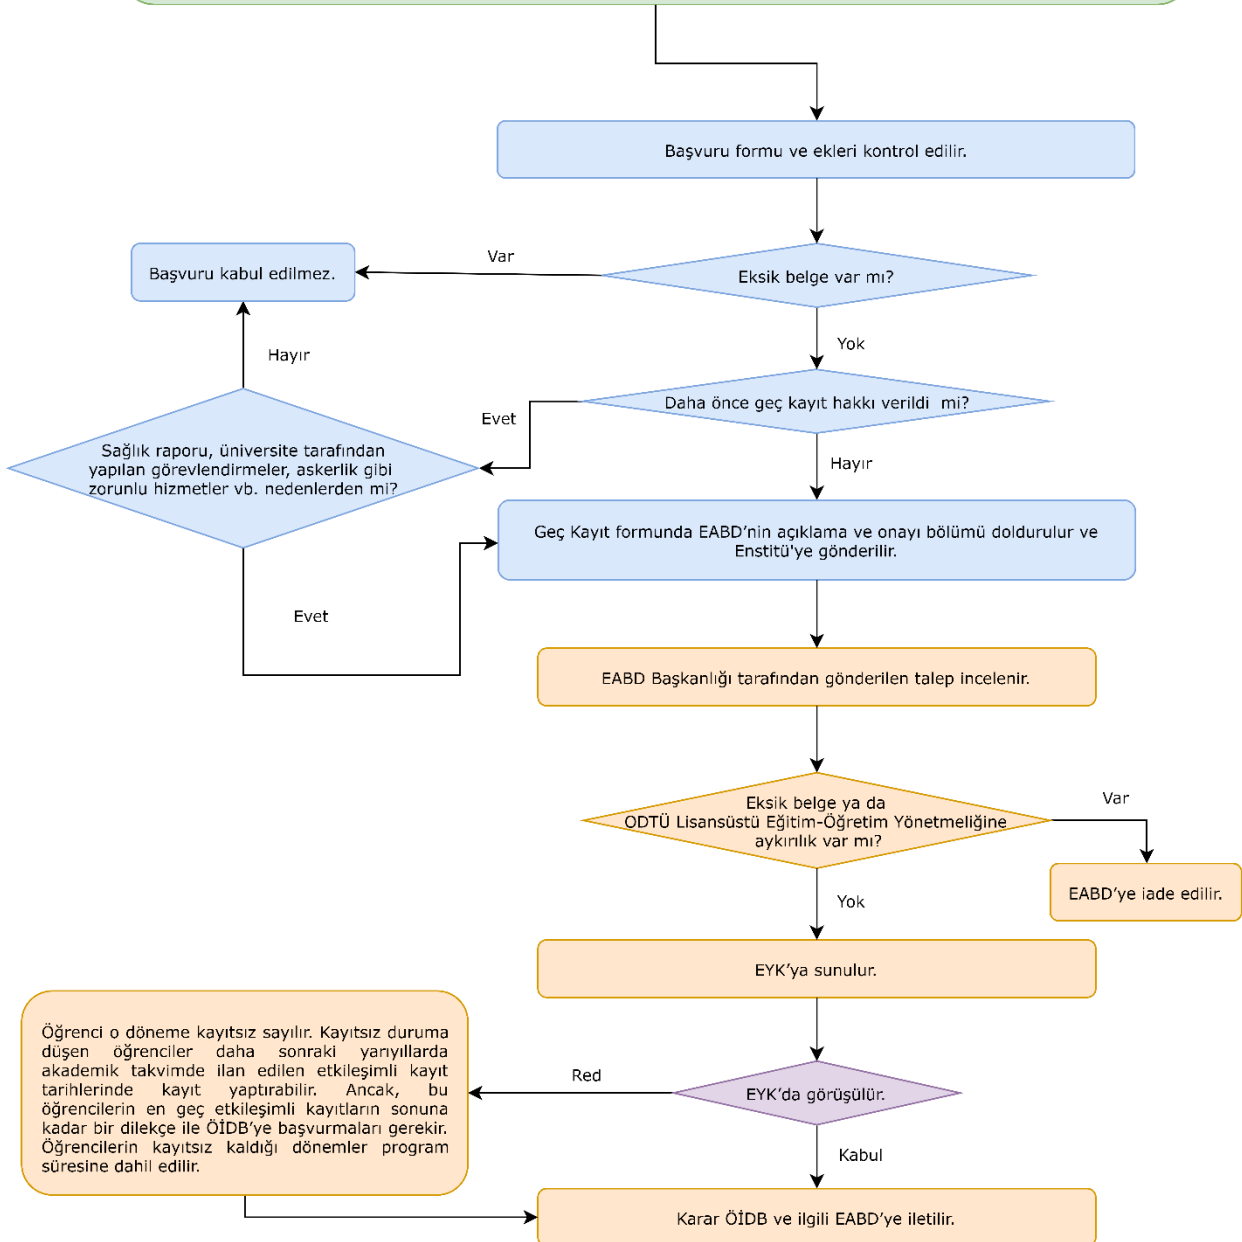 Başvuru formu ve ekleri kontrol edilir.
Var
Başvuru kabul edilmez.
Eksik belge var mı?
Yok
Hayır
Daha önce geç kayıt hakkı verildi  mi?
Evet
Sağlık raporu, üniversite tarafından
yapılan görevlendirmeler, askerlik gibi
zorunlu hizmetler vb. nedenlerden mi?
Hayır
Geç Kayıt formunda EABD’nin açıklama ve onayı bölümü doldurulur ve
Enstitü'ye gönderilir.
Evet
EABD Başkanlığı tarafından gönderilen talep incelenir.
Eksik belge ya da
ODTÜ Lisansüstü Eğitim-Öğretim Yönetmeliğine
aykırılık var mı?
Var
EABD’ye iade edilir.
Yok
EYK’ya sunulur.
Öğrenci o döneme kayıtsız sayılır. Kayıtsız duruma
düşen öğrenciler daha sonraki yarıyıllarda
akademik takvimde ilan edilen etkileşimli kayıt
tarihlerinde kayıt yaptırabilir. Ancak, bu
öğrencilerin en geç etkileşimli kayıtların sonuna
kadar bir dilekçe ile ÖİDB’ye başvurmaları gerekir.
Öğrencilerin kayıtsız kaldığı dönemler program
süresine dahil edilir.
Red
EYK’da görüşülür.
Kabul
Karar ÖİDB ve ilgili EABD’ye iletilir.